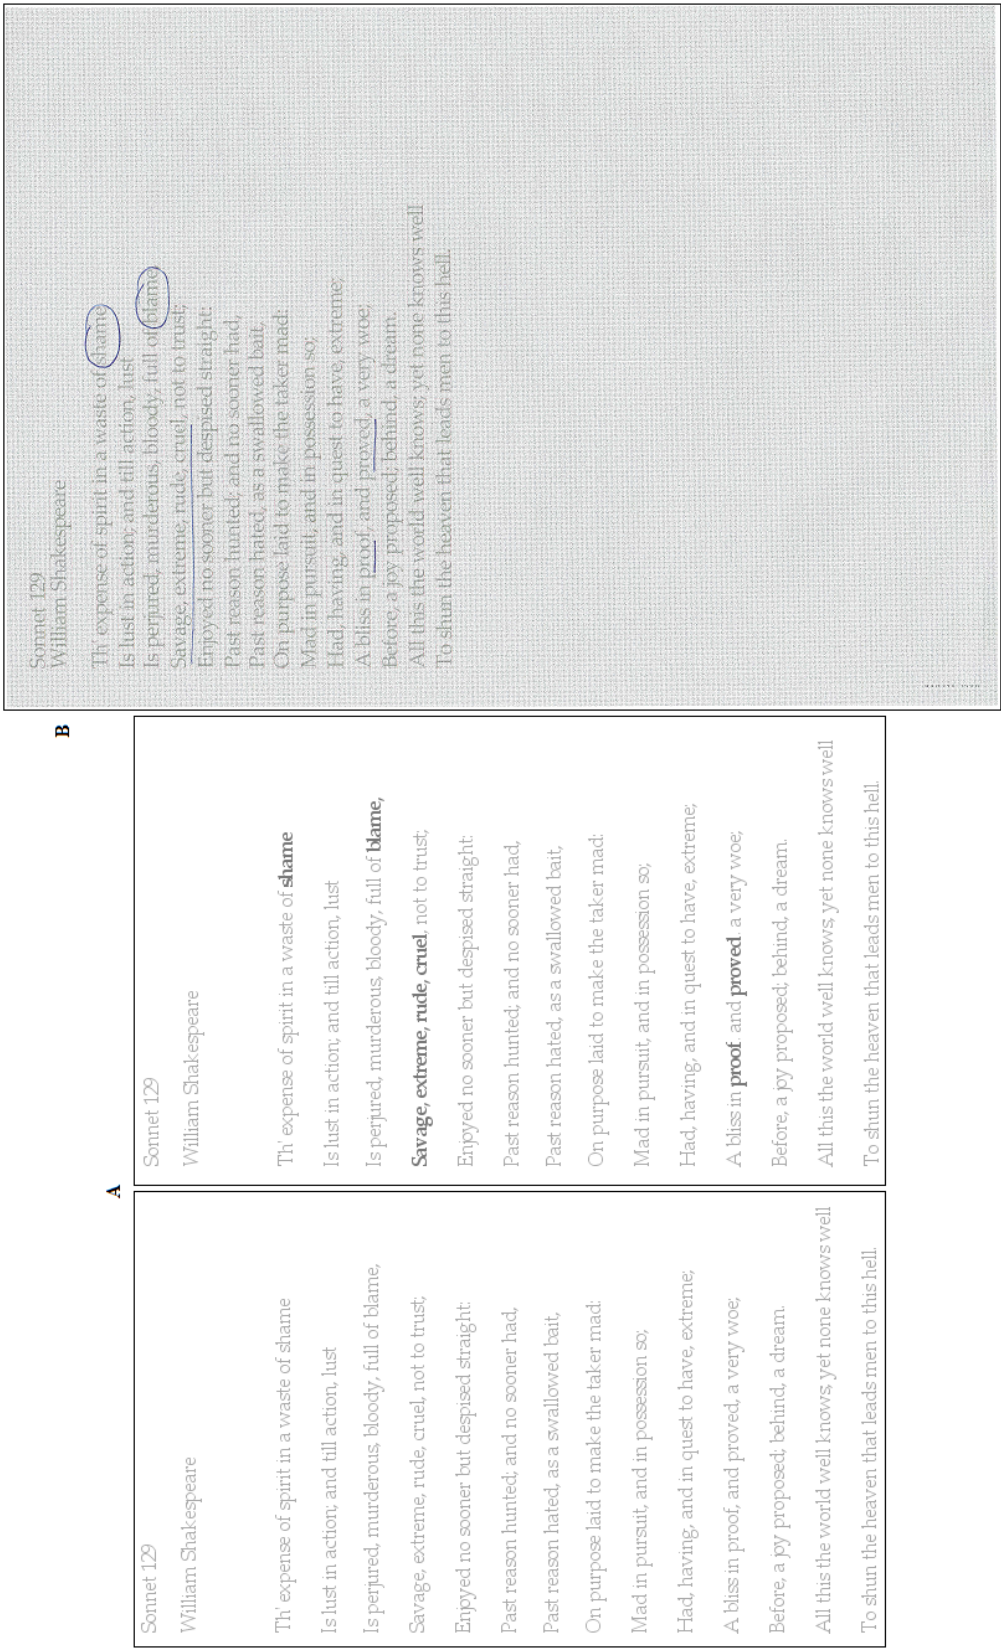 A
Sonnet 129
William Shakespeare
Th' expense of spirit in a waste of shame
Is lust in action; and till action, lust
Is perjured, murderous, bloody, full of blame,
Savage, extreme, rude, cruel, not to trust;
Enjoyed no sooner but despised straight:
Past reason hunted; and no sooner had,
Past reason hated, as a swallowed bait,
On purpose laid to make the taker mad:
Mad in pursuit, and in possession so;
Had, having, and in quest to have, extreme;
A bliss in proof, and proved, a very woe;
Before, a joy proposed; behind, a dream.
All this the world well knows; yet none knows well
To shun the heaven that leads men to this hell.
Sonnet 129
William Shakespeare
Th' expense of spirit in a waste of shame
Is lust in action; and till action, lust
Is perjured, murderous, bloody, full of blame,
Savage, extreme, rude, cruel, not to trust;
Enjoyed no sooner but despised straight:
Past reason hunted; and no sooner had,
Past reason hated, as a swallowed bait,
On purpose laid to make the taker mad:
Mad in pursuit, and in possession so;
Had, having, and in quest to have, extreme;
A bliss in proof, and proved, a very woe;
Before, a joy proposed; behind, a dream.
All this the world well knows; yet none knows well
To shun the heaven that leads men to this hell.
B
Sonnet 129
William Shakespeare
Th' expense of spirit in a waste of shame
Is lust in action; and till action, lust
Is perjured, murderous, bloody, full of blame,
Savage, extreme, rude, cruel, not to trust;
Enjoyed no sooner but despised straight:
Past reason hunted; and no sooner had,
Past reason hated, as a swallowed bait,
On purpose laid to make the taker mad:
Mad in pursuit, and in possession so;
Had, having, and in quest to have, extreme;
A bliss in proof, and proved, a very woe;
Before, a joy proposed; behind, a dream.
All this the world well knows; yet none knows well
To shun the heaven that leads men to this hell.